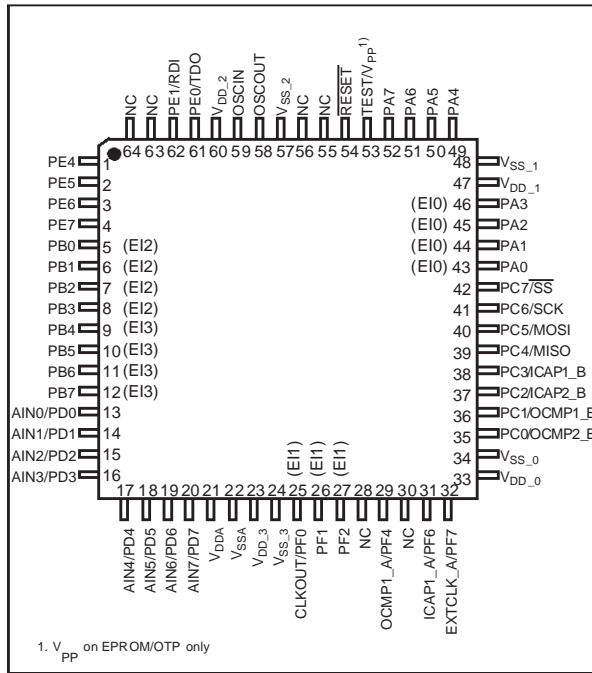 NC
NC
PE1/RDI
PE0/TDO
VDD_2
OSCIN
OSCOUT
VSS_2
NC
NC
RESET
TEST/VPP1)
PA7
PA6
PA5
PA4
64 63 62 61 60 59 58 57 56 55 54 53 52 51 50 49
PE4 1
PE5 2
PE6 3
PE7 4
PB0 5 (EI2)
PB1 6 (EI2)
PB2 7 (EI2)
PB3 8 (EI2)
PB4 9 (EI3)
PB5 10 (EI3)
PB6 11 (EI3)
PB7 12 (EI3)
AIN0/PD0 13
AIN1/PD1 14
AIN2/PD2 15
AIN3/PD3 16
48 VSS_1
47 VDD_1
(EI0) 46 PA3
(EI0) 45 PA2
(EI0) 44 PA1
(EI0) 43 PA0
42 PC7/SS
41 PC6/SCK
40 PC5/MOSI
39 PC4/MISO
38 PC3/ICAP1_B
37 PC2/ICAP2_B
36 PC1/OCMP1_B
35 PC0/OCMP2_B
34 VSS_0
33 VDD_0
(EI1) (EI1) (EI1)
17 18 19 20 21 22 23 24 25 26 27 28 29 30 31 32
AIN4/PD4
AIN5/PD5
AIN6/PD6
AIN7/PD7
VDDA
VSSA
VDD_3
VSS_3
CLKOUT/PF0
PF1
PF2
NC
OCMP1_A/PF4
NC
ICAP1_A/PF6
EXTCLK_A/PF7
1. VPP on EPROM/OTP only